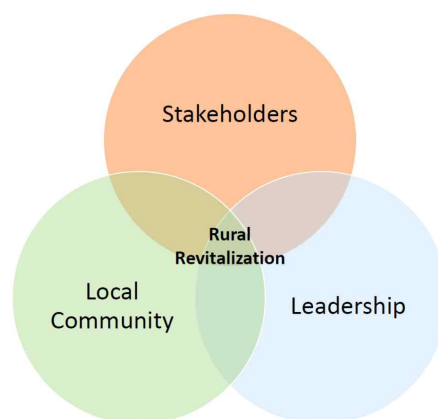 Stakeholders
Rural
Revitalization
Local
Community
Leadership